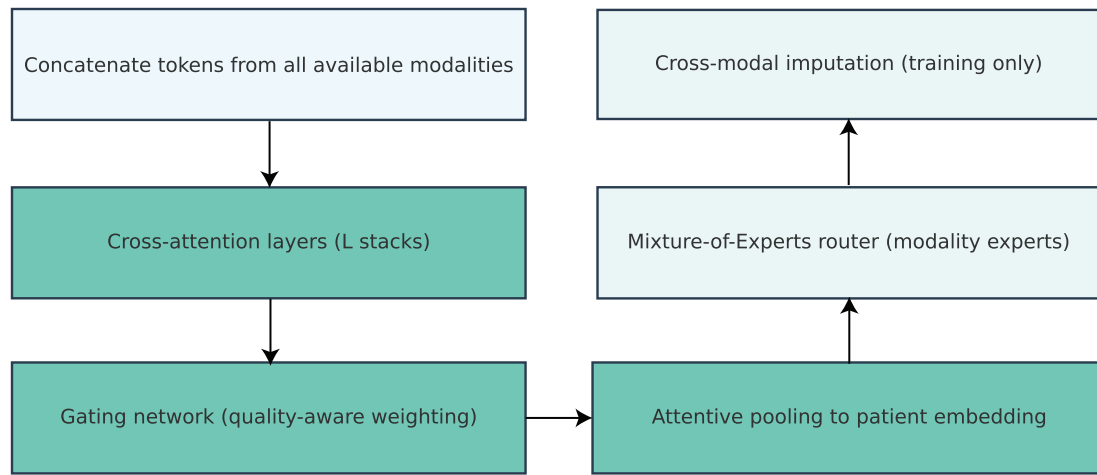 Concatenate tokens from all available modalities
Cross-attention layers (L stacks)
Gating network (quality-aware weighting)
Attentive pooling to patient embedding
Mixture-of-Experts router (modality experts)
Cross-modal imputation (training only)